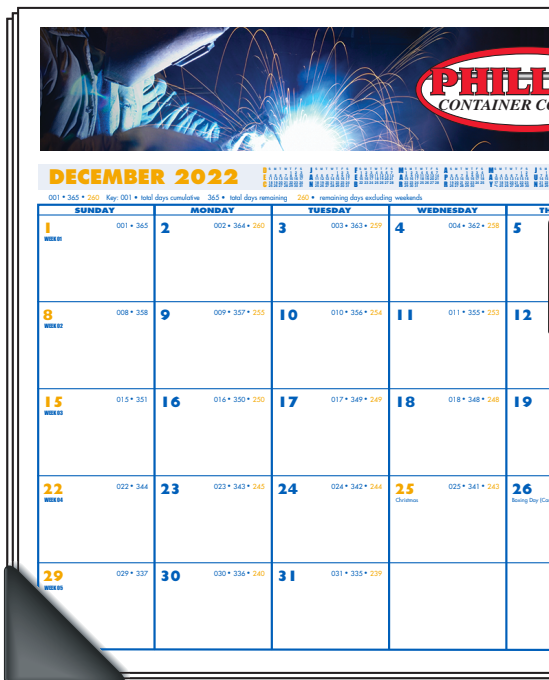 PHILL
CONTAINER CO
DECEMBER 2022
001 • 365 • 260 Key: 001 • total days cumulative 365 • total days remaining 260 • remaining days excluding weekends
SUNDAY MONDAY TUESDAY WEDNESDAY TH
1 001 • 365 2 002 • 364 • 260 3 003 • 363 • 259 4 004 • 362 • 258 5
WEEK 01
8 008 • 358 9 009 • 357 • 255 10 010 • 356 • 254 11 011 • 355 • 253 12
WEEK 02
15 015 • 351 16 016 • 350 • 250 17 017 • 349 • 249 18 018 • 348 • 248 19
WEEK 03
22 022 • 344 23 023 • 343 • 245 24 024 • 342 • 244 25 025 • 341 • 243 26
WEEK 04 Christmas Boxing Day (Ca
29 029 • 337 30 030 • 336 • 240 31 031 • 335 • 239
WEEK 05